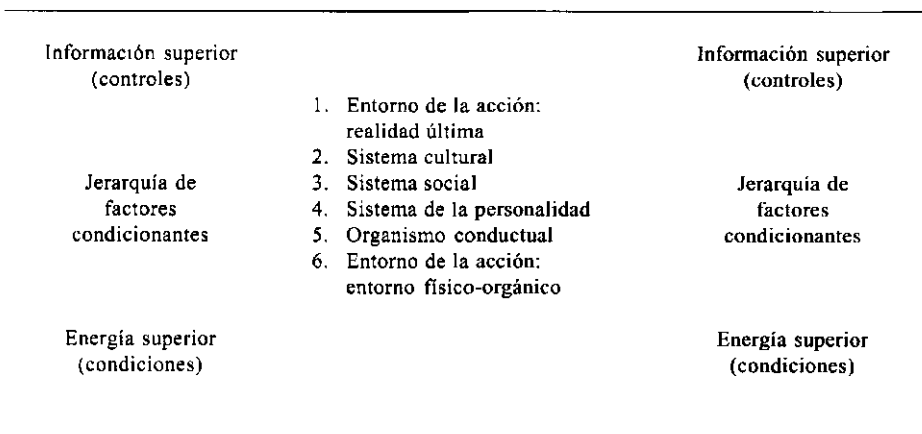 Información superior
(controles)
Jerarquía de
factores
condicionantes
Energía superior
(condiciones)
1. Entorno de la acción:
realidad última
2. Sistema cultural
3. Sistema social
4. Sistema de la personalidad
5. Organismo conductual
6. Entorno de la acción:
entorno físico-orgánico
Información superior
(controles)
Jerarquía de
factores
condicionantes
Energía superior
(condiciones)